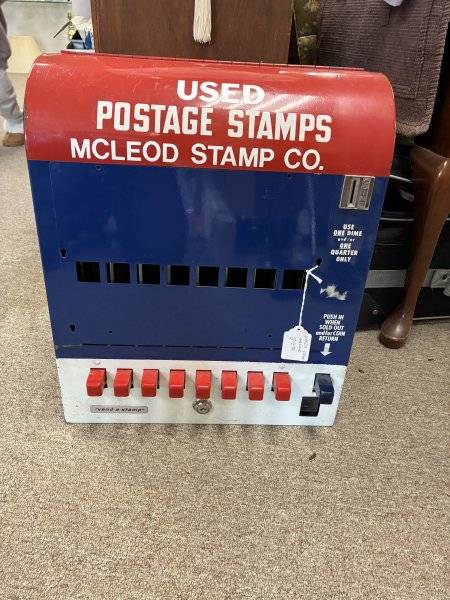 USED
POSTAGE STAMPS
MCLEOD STAMP CO.
USE
ONE DIME
and/or
ONE
QUARTER
ONLY
PUSH IN
WHEN
SOLD OUT
and/or COIN
RETURN
"vend a stamp"